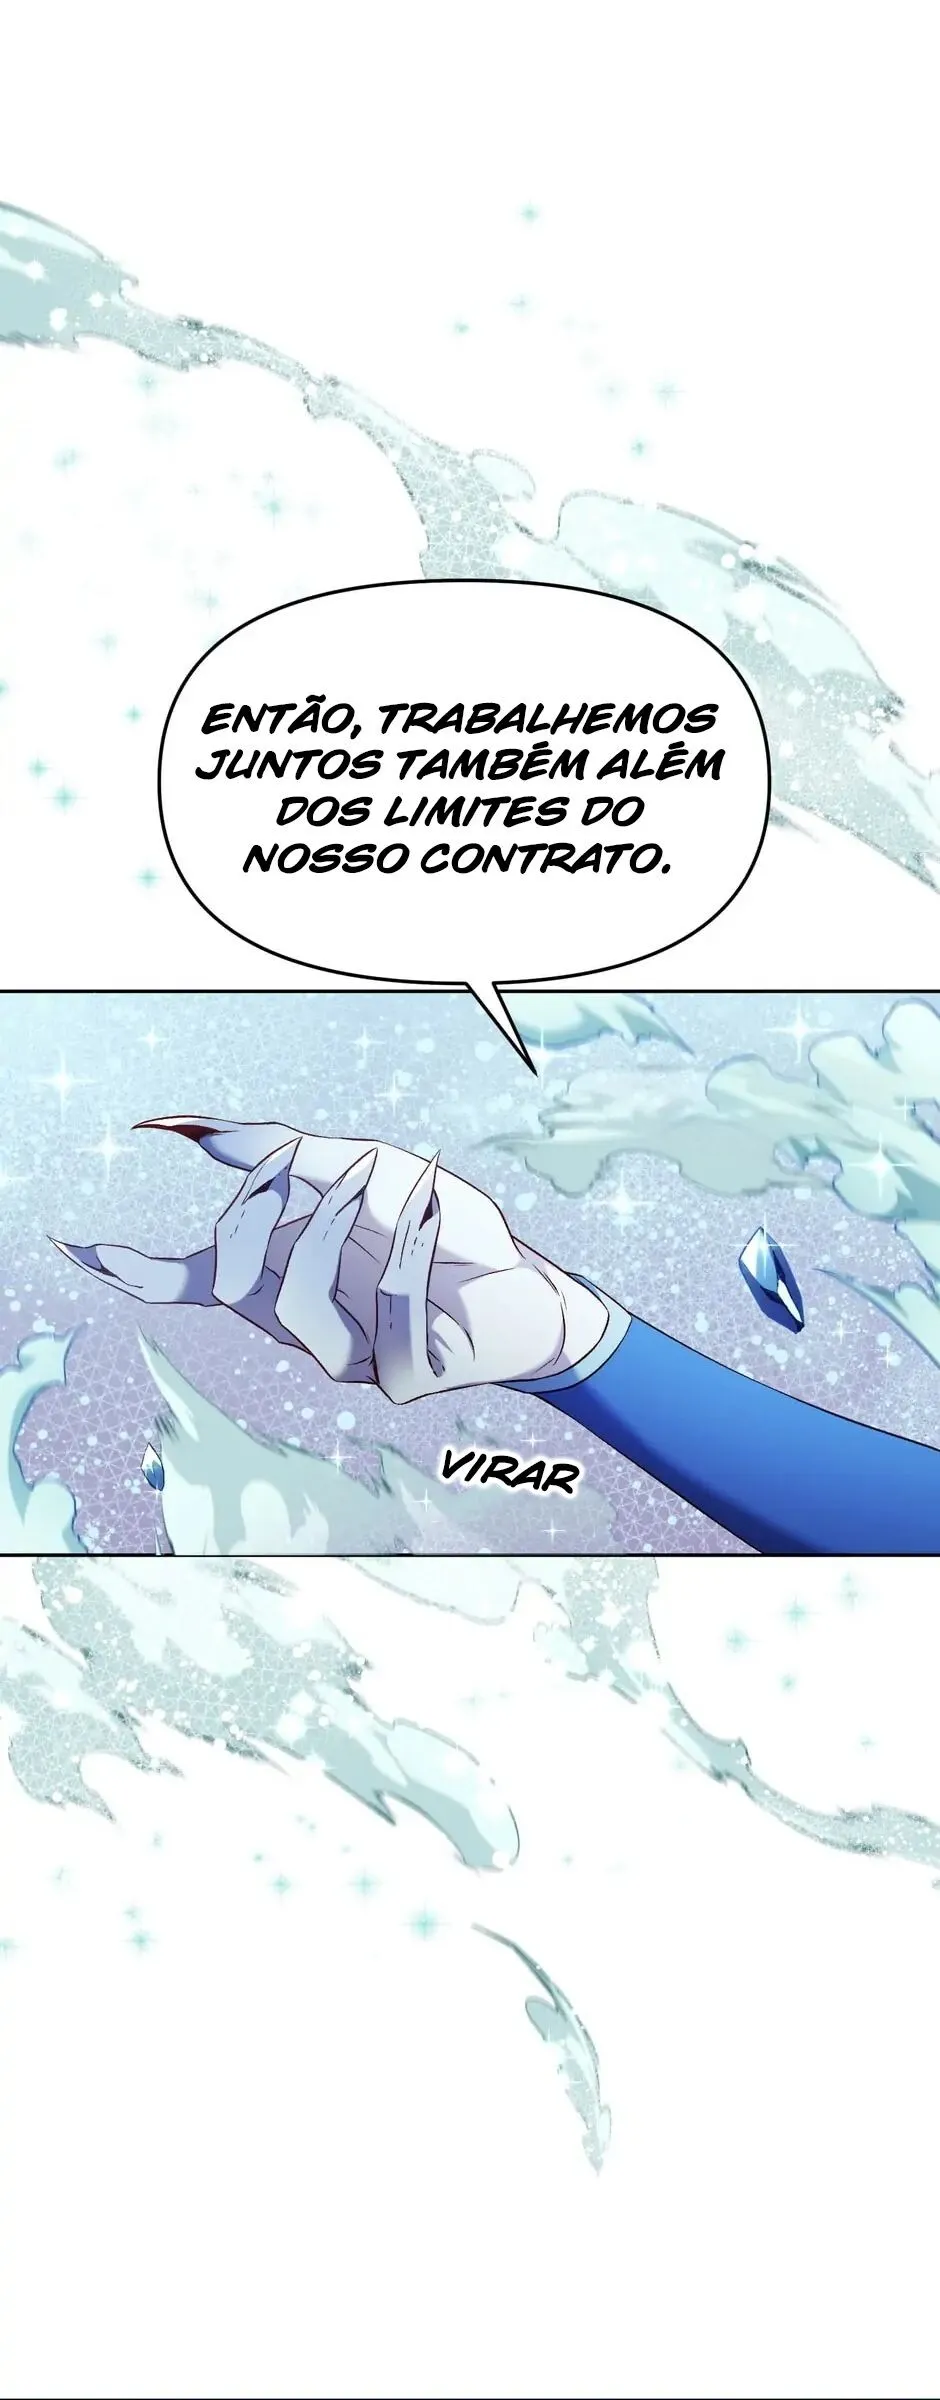 ENTÃO, TRABALHEMOS
JUNTOS TAMBÉM ALÉM
DOS LIMITES DO
NOSSO CONTRATO.
VIRAR